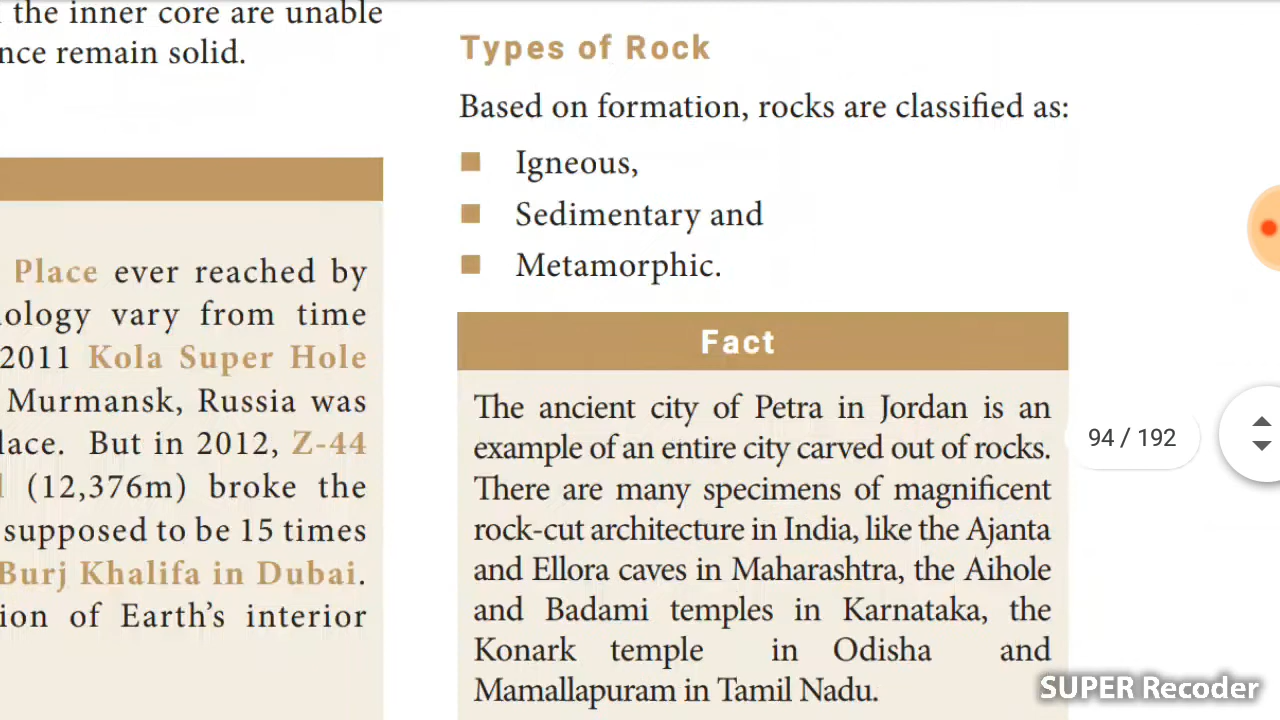 the inner core are unable
nce remain solid.
Place ever reached by
ology vary from time
2011 Kola Super Hole
Murmansk, Russia was
lace. But in 2012, Z-44
(12,376m) broke the
supposed to be 15 times
Burj Khalifa in Dubai.
ion of Earth's interior
Types of Rock
Based on formation, rocks are classified as:
Igneous,
Sedimentary and
Metamorphic.
Fact
The ancient city of Petra in Jordan is an
example of an entire city carved out of rocks.
There are many specimens of magnificent
rock-cut architecture in India, like the Ajanta
and Ellora caves in Maharashtra, the Aihole
and Badami temples in Karnataka, the
Konark temple in Odisha and
Mamallapuram in Tamil Nadu.
94 / 192
SUPER Recoder